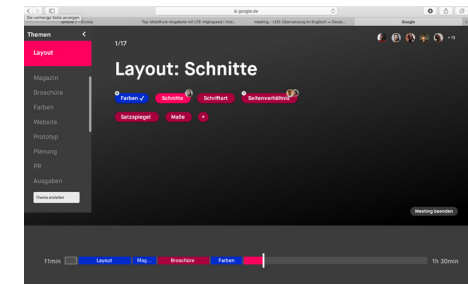 google.de
Die vorherige Seite anzeigen
Top-Mobilfunk-Angebote mit LTE-Highspeed | Vod...
meeting - LEO: Übersetzung im Englisch ⇔ Deuts...
Google
Themen
Layout
Magazin
Broschüre
Farben
Website
Prototyp
Planung
PR
Ausgaben
Thema erstellen
1/17
+13
Layout: Schnitte
Farben ✓
Schnitte
Schriftart
Seitenverhältnis
Satzspiegel
Maße
+
Meeting beenden
11min
Layout
Mag...
Broschüre
Farben
1h 30min